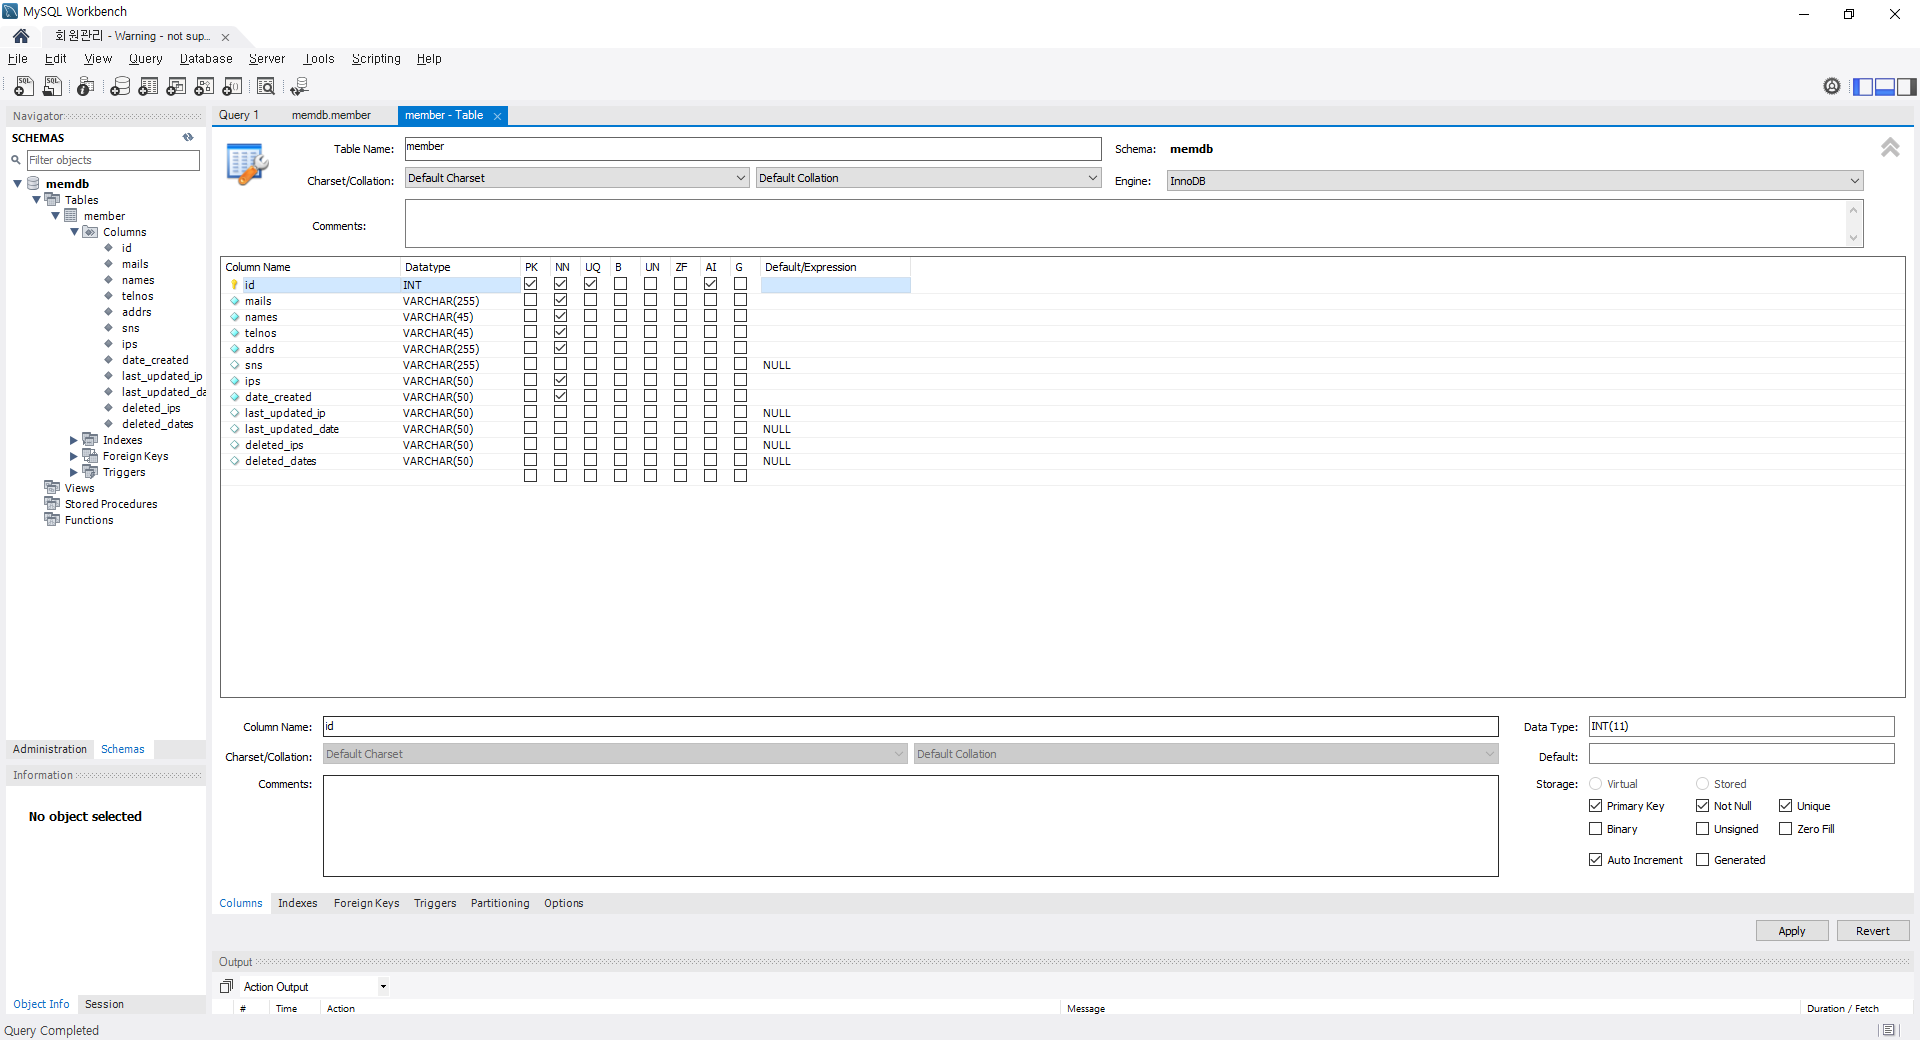 MySQL Workbench
회원관리 - Warning - not sup...
File Edit View Query Database Server Tools Scripting Help
Navigator
SCHEMAS
Filter objects
memdb
Tables
member
Columns
id
mails
names
telnos
addrs
sns
ips
date_created
last_updated_ip
last_updated_da
deleted_ips
deleted_dates
Indexes
Foreign Keys
Triggers
Views
Stored Procedures
Functions
Administration Schemas
Information
No object selected
Object Info Session
Query 1 memdb.member member - Table
Table Name: member Schema: memdb
Charset/Collation: Default Charset Default Collation Engine: InnoDB
Comments:
Column Name Datatype PK NN UQ B UN ZF AI G Default/Expression
id INT
mails VARCHAR(255)
names VARCHAR(45)
telnos VARCHAR(45)
addrs VARCHAR(255)
sns VARCHAR(255) NULL
ips VARCHAR(50)
date_created VARCHAR(50)
last_updated_ip VARCHAR(50) NULL
last_updated_date VARCHAR(50) NULL
deleted_ips VARCHAR(50) NULL
deleted_dates VARCHAR(50) NULL
Column Name: id Data Type: INT(11)
Charset/Collation: Default Charset Default Collation Default:
Comments: Storage: Virtual Stored
Primary Key Not Null Unique
Binary Unsigned Zero Fill
Auto Increment Generated
Columns Indexes Foreign Keys Triggers Partitioning Options
Apply Revert
Output
Action Output
# Time Action Message Duration / Fetch
Query Completed